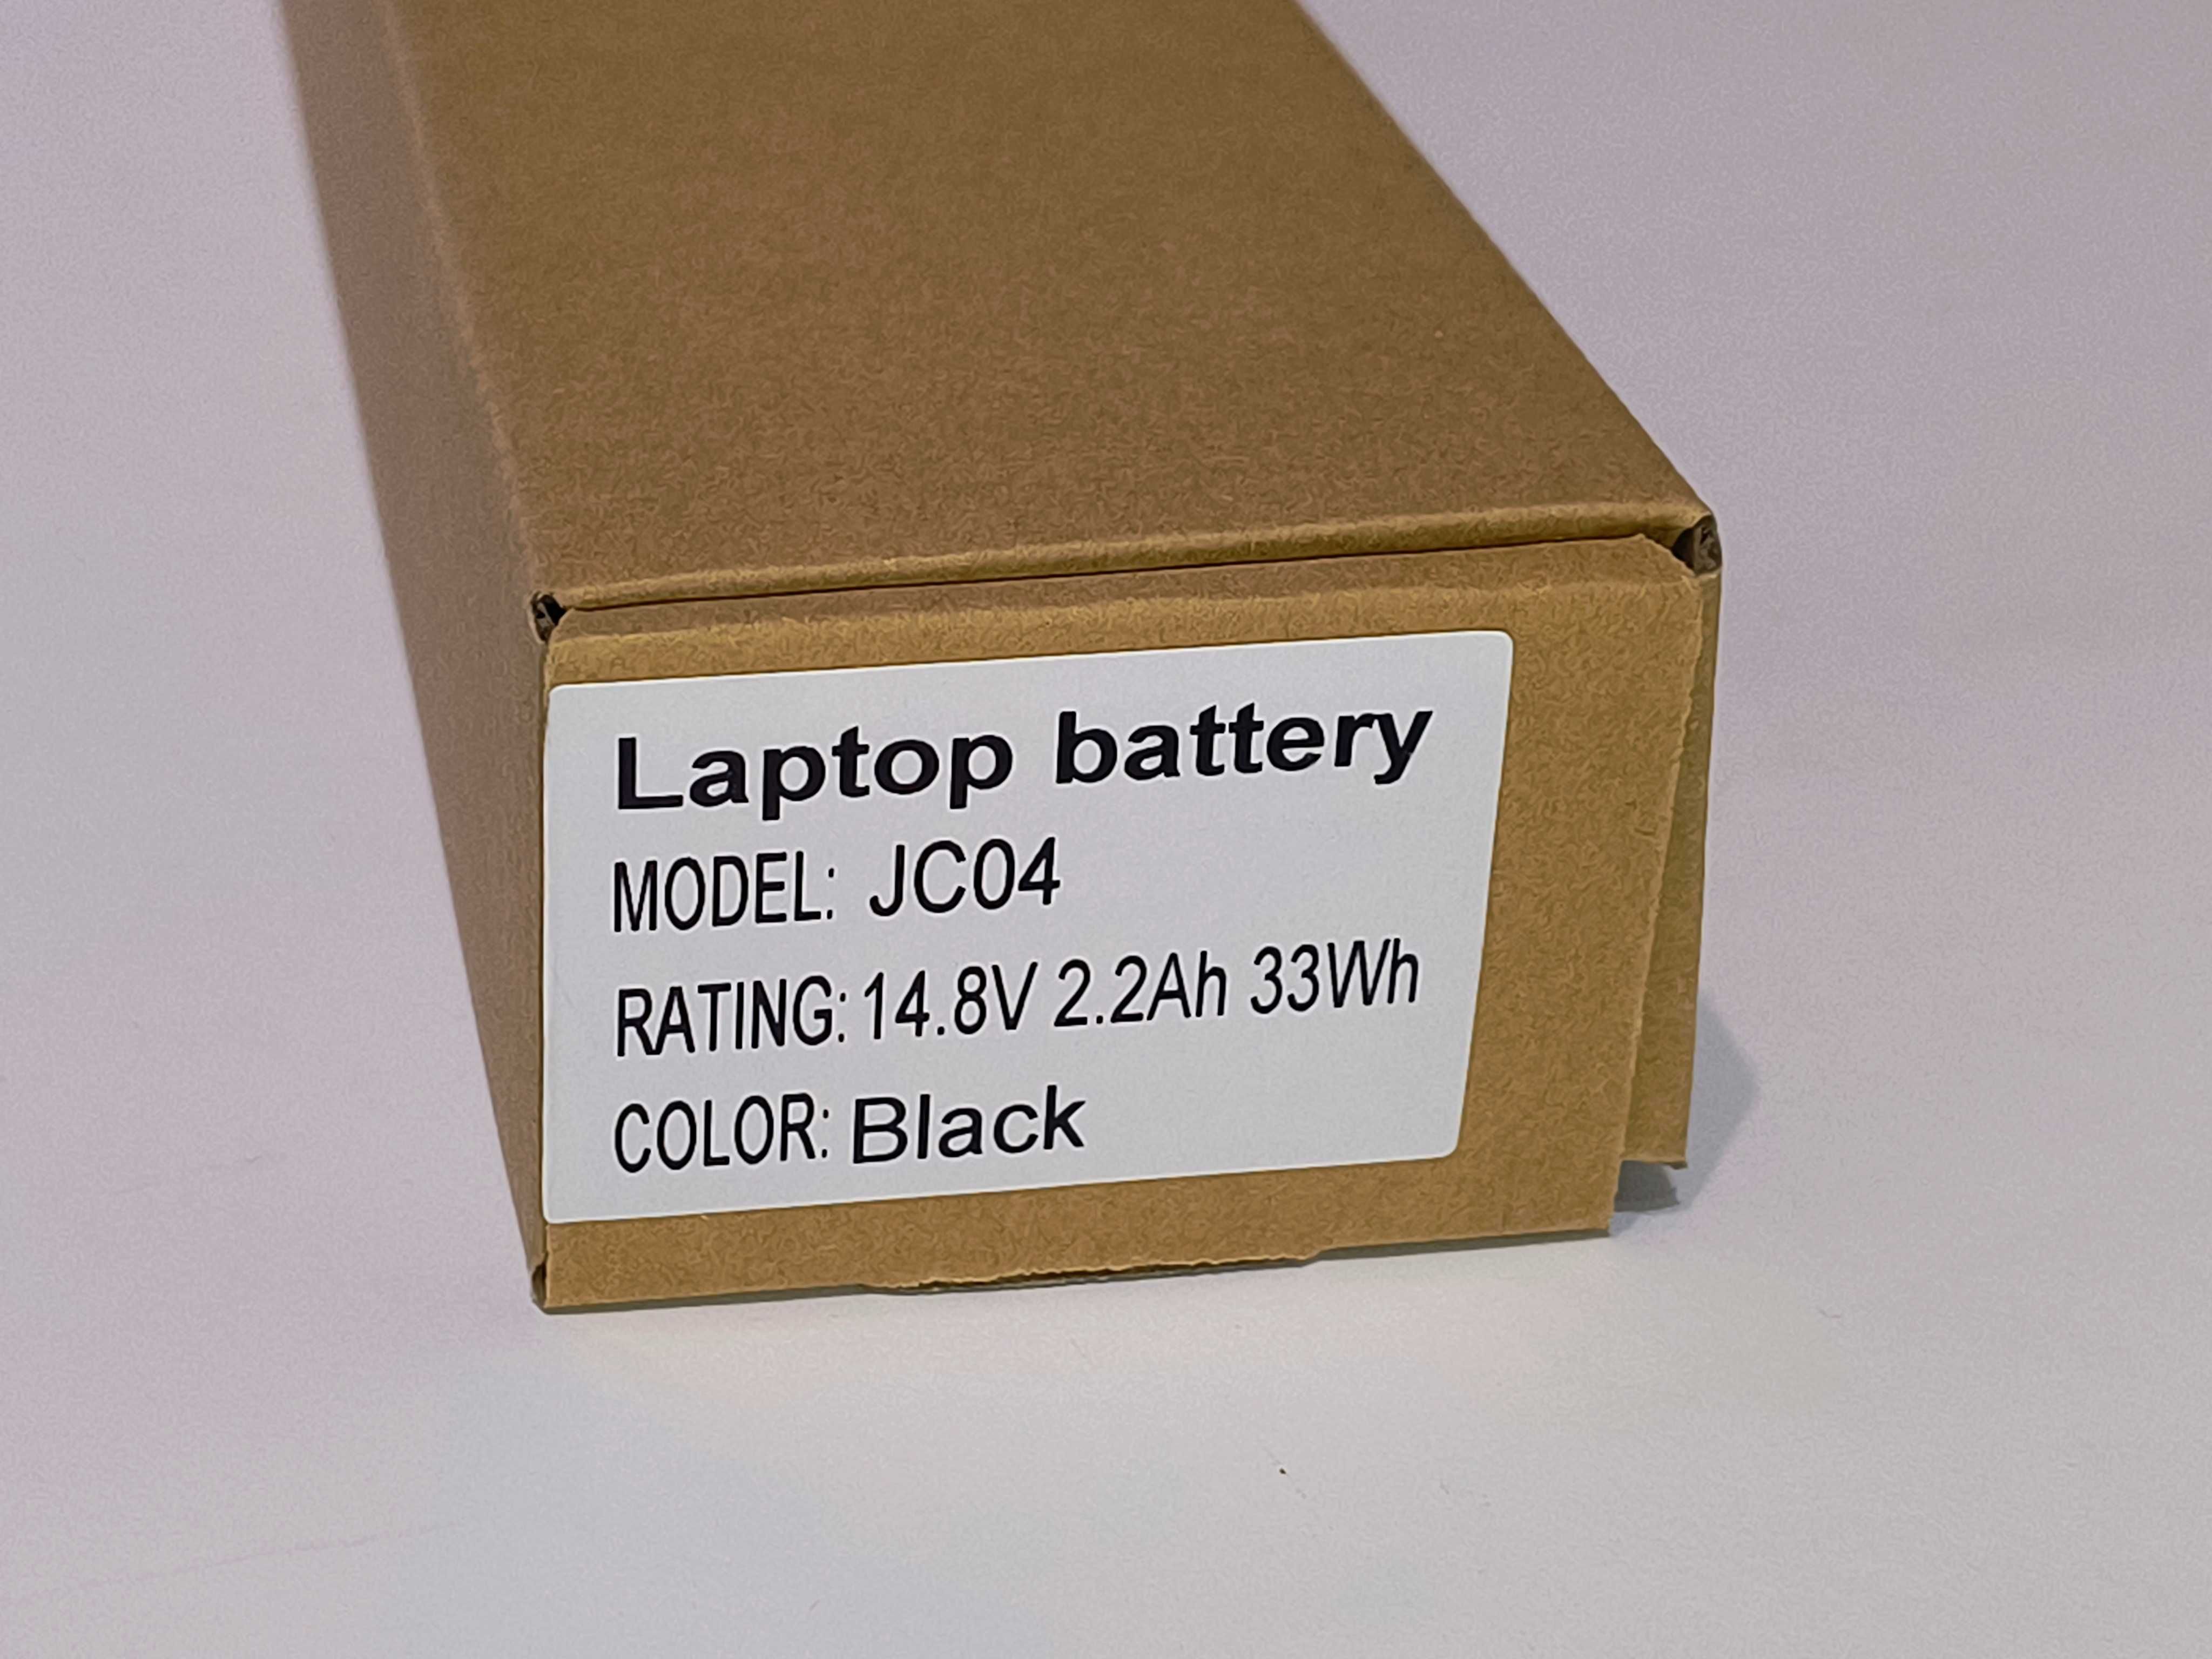 Laptop battery
MODEL: JC04
RATING: 14.8V 2.2Ah 33Wh
COLOR: Black